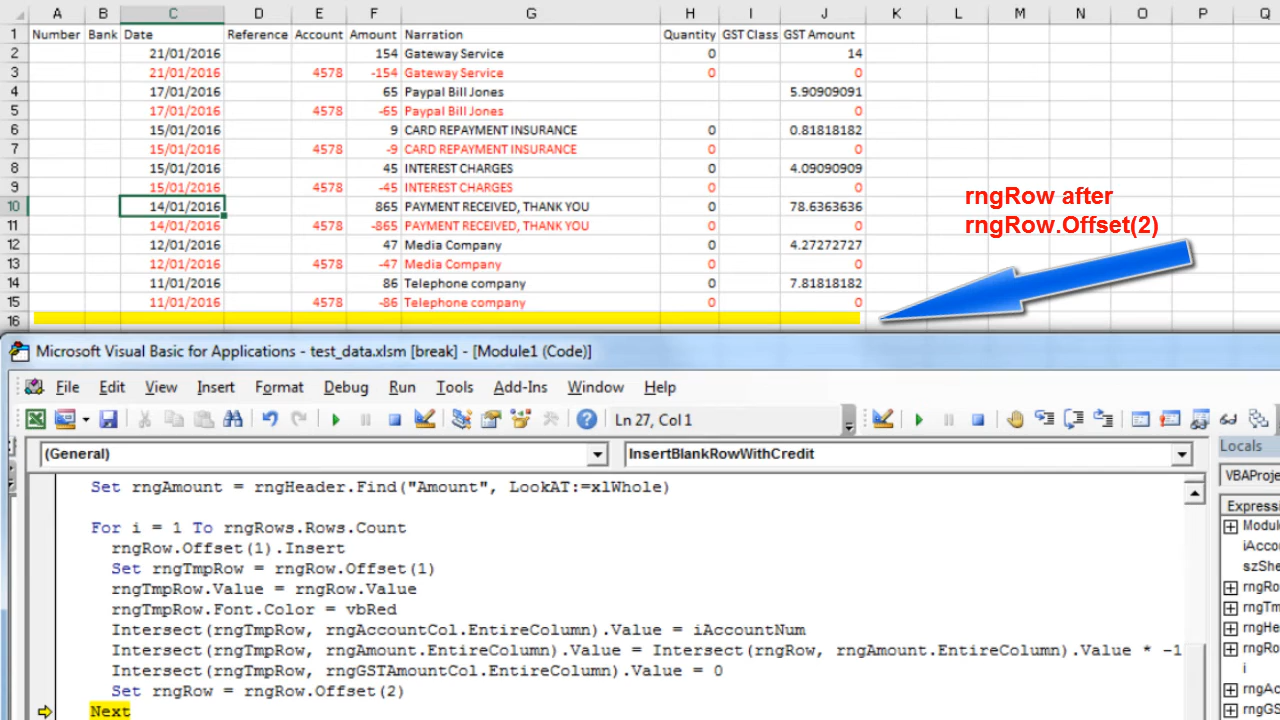 A B C D E F G H I J K L M N O P Q
1 Number Bank Date Reference Account Amount Narration Quantity GST Class GST Amount
2 21/01/2016 154 Gateway Service 0 14
3 21/01/2016 4578 -154 Gateway Service 0 0
4 17/01/2016 65 Paypal Bill Jones 5.90909091
5 17/01/2016 4578 -65 Paypal Bill Jones 0
6 15/01/2016 9 CARD REPAYMENT INSURANCE 0 0.81818182
7 15/01/2016 4578 -9 CARD REPAYMENT INSURANCE 0 0
8 15/01/2016 45 INTEREST CHARGES 0 4.09090909
9 15/01/2016 4578 -45 INTEREST CHARGES 0 0
10 14/01/2016 865 PAYMENT RECEIVED, THANK YOU 0 78.6363636
11 14/01/2016 4578 -865 PAYMENT RECEIVED, THANK YOU 0 0
12 12/01/2016 47 Media Company 0 4.27272727
13 12/01/2016 4578 -47 Media Company 0 0
14 11/01/2016 86 Telephone company 0 7.81818182
15 11/01/2016 4578 -86 Telephone company 0 0
16
rngRow after
rngRow.Offset(2)
Microsoft Visual Basic for Applications - test_data.xlsm [break] - [Module1 (Code)]
File Edit View Insert Format Debug Run Tools Add-Ins Window Help
Ln 27, Col 1
(General) InsertBlankRowWithCredit
Set rngAmount = rngHeader.Find("Amount", LookAT:=xlWhole)
For i = 1 To rngRows.Rows.Count
rngRow.Offset(1).Insert
Set rngTmpRow = rngRow.Offset(1)
rngTmpRow.Value = rngRow.Value
rngTmpRow.Font.Color = vbRed
Intersect(rngTmpRow, rngAccountCol.EntireColumn).Value = iAccountNum
Intersect(rngTmpRow, rngAmount.EntireColumn).Value = Intersect(rngRow, rngAmount.EntireColumn).Value * -1
Intersect(rngTmpRow, rngGSTAmountCol.EntireColumn).Value = 0
Set rngRow = rngRow.Offset(2)
Next
Locals
VBAProje
Expressi
Module
iAccou
szShe
rngRo
rngTm
rngHe
rngRo
i
rngAc
rngGS